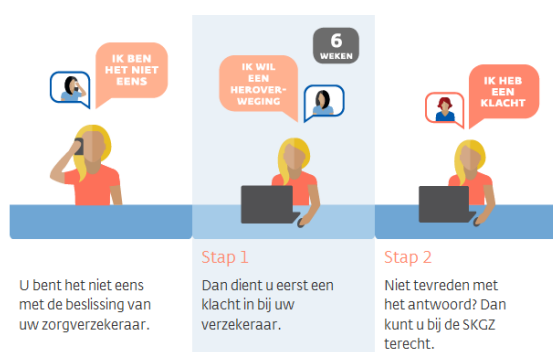 IK BEN
HET NIET
EENS
6
WEKEN
IK WIL
EEN
HEROVER-
WEGING
IK HEB
EEN
KLACHT
U bent het niet eens
met de beslissing van
uw zorgverzekeraar.
Stap 1
Dan dient u eerst een
klacht in bij uw
verzekeraar.
Stap 2
Niet tevreden met
het antwoord? Dan
kunt u bij de SKGZ
terecht.